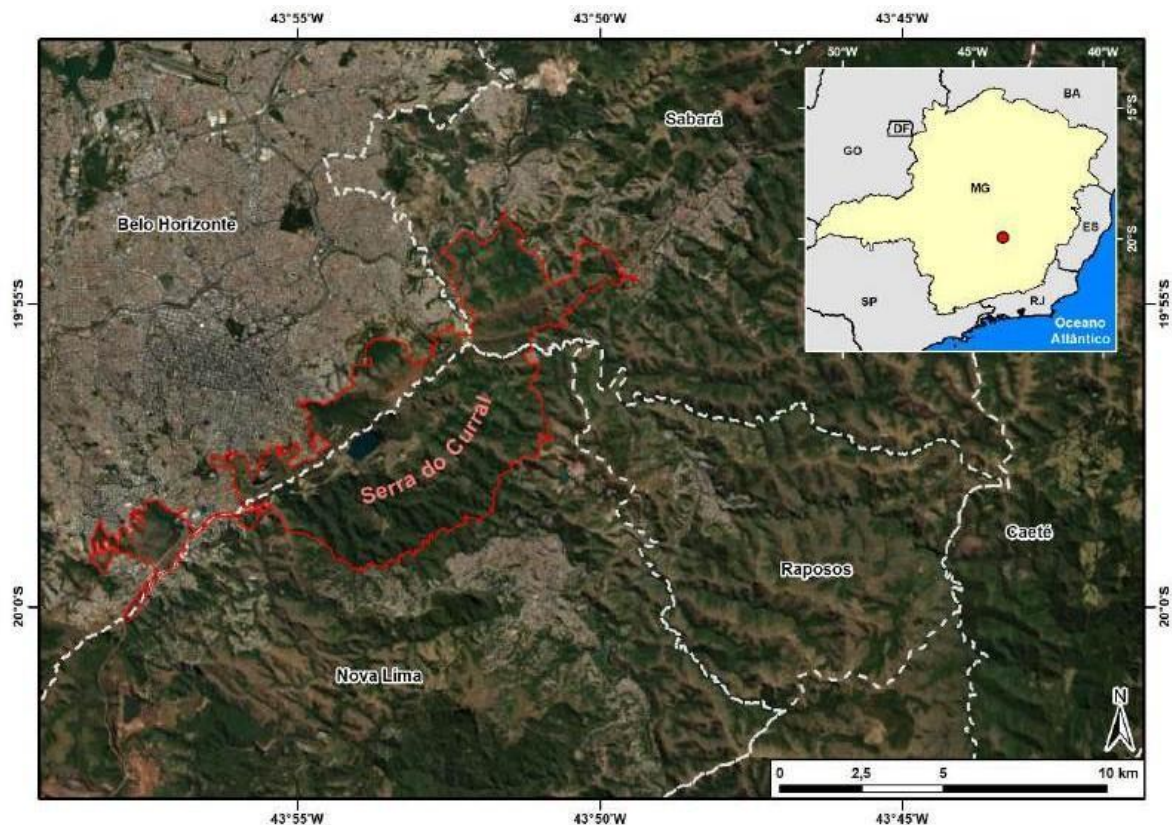 43°55'W 43°50'W 43°45'W
50°W 45°W 40°W
BA
15°S
Sabará
DF
GO
MG
Belo Horizonte
ES
20°S
SP
RJ
Oceano
Atlântico
19°55'S
19°55'S
Serra do Curral
Caeté
Raposos
20°0'S
20°0'S
Nova Lima
N
0 2,5 5 10 km
43°55'W 43°50'W 43°45'W